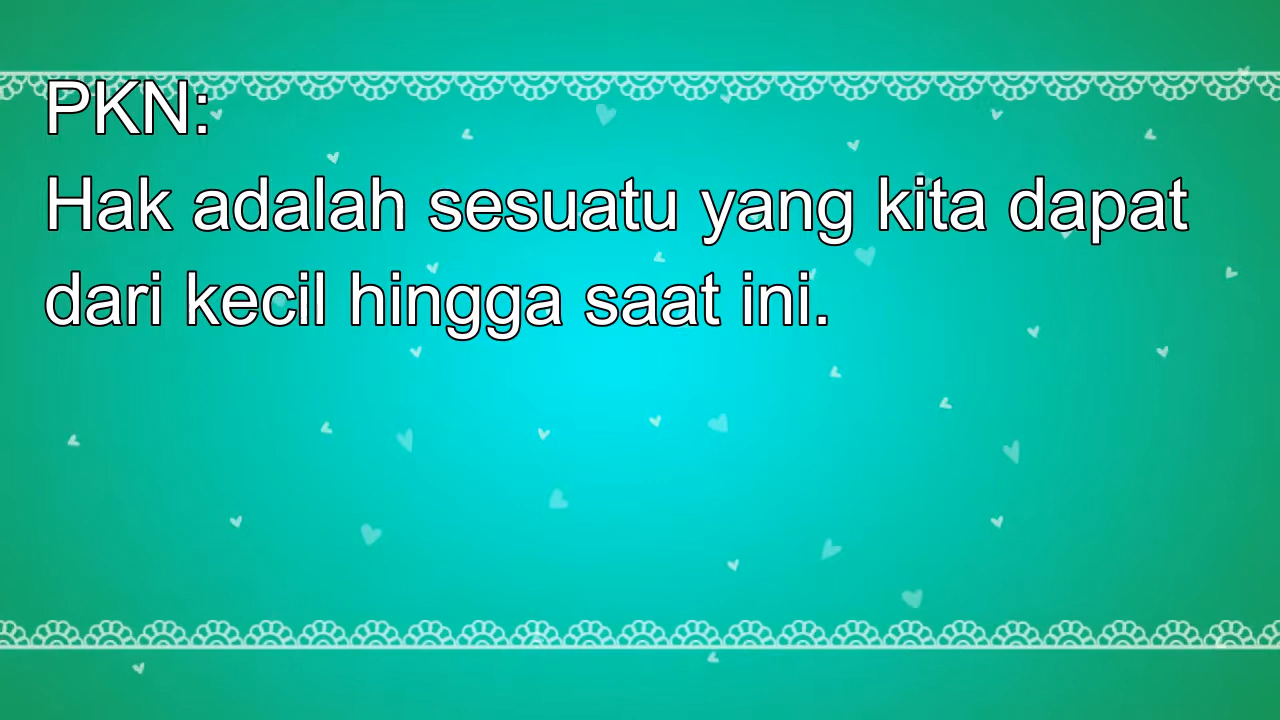 PKN:
Hak adalah sesuatu yang kita dapat
dari kecil hingga saat ini.